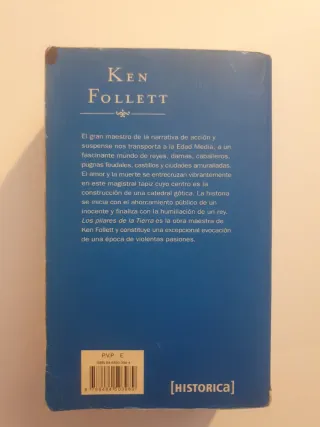 KEN
FOLLETT
El gran maestro de la narrativa de acción y
suspense nos transporta a la Edad Media, a un
fascinante mundo de reyes, damas, caballeros,
pugnas feudales, castillos y ciudades amuralladas.
El amor y la muerte se entrecruzan vibrantemente
en este magistral tapiz cuyo centro es la
construcción de una catedral gótica. La historia
se inicia con el ahorcamiento público de un
inocente y finaliza con la humillación de un rey.
Los pilares de la Tierra es la obra maestra de
Ken Follett y constituye una excepcional evocación
de una época de violentas pasiones.
P.V.P. E
[HISTORICA]